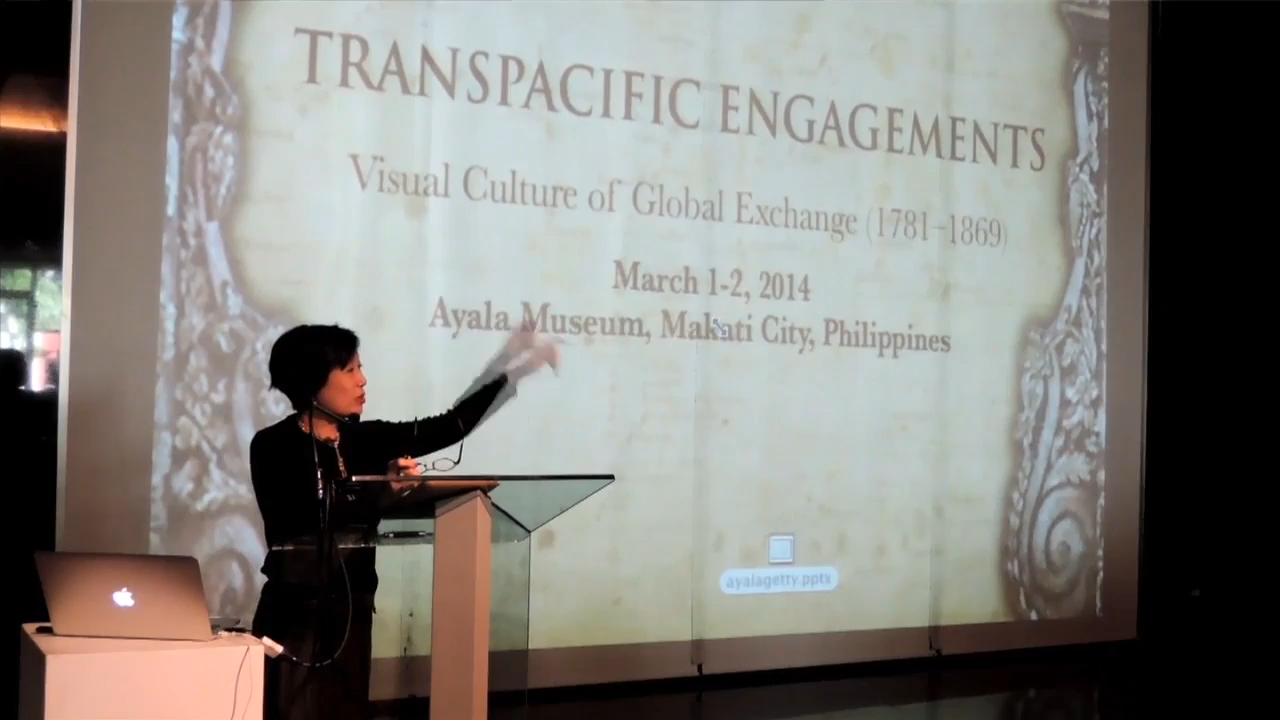 TRANSPACIFIC ENGAGEMENTS
Visual Culture of Global Exchange (1781–1869)
March 1-2, 2014
Ayala Museum, Makati City, Philippines
ayalagetty.pptx